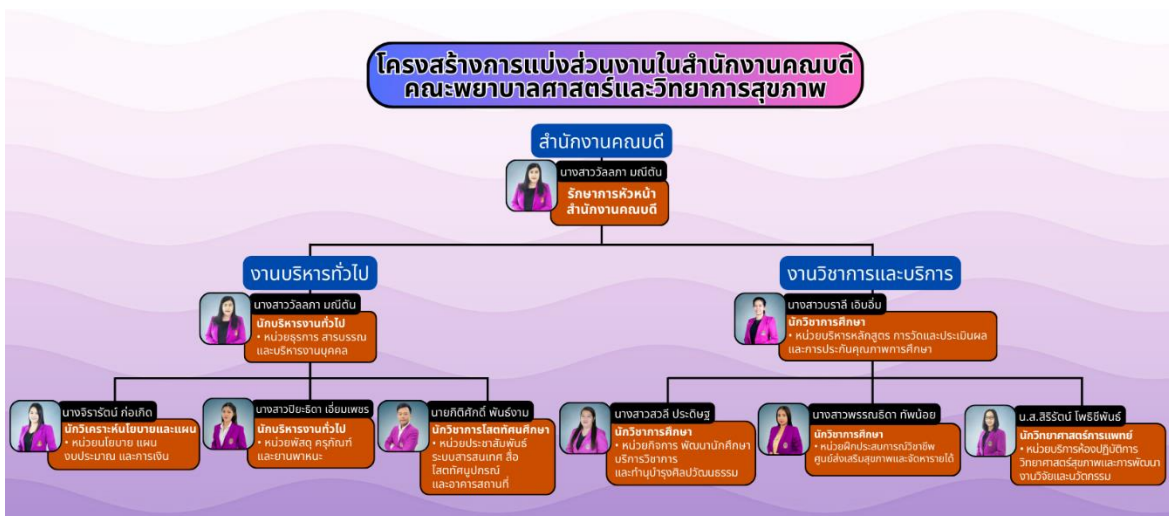 โครงสร้างการแบ่งส่วนงานในสำนักงานคณบดี
คณะพยาบาลศาสตร์และวิทยาการสุขภาพ
สำนักงานคณบดี
นางสาววัลลภา มณีตัน
รักษาการหัวหน้า
สำนักงานคณบดี
งานบริหารทั่วไป
นางสาววัลลภา มณีตัน
นักบริหารงานทั่วไป
• หน่วยธุรการ สารบรรณ
และบริหารงานบุคคล
งานวิชาการและบริการ
นางสาวบราลี เอิบอิ่ม
นักวิชาการศึกษา
• หน่วยบริหารหลักสูตร การวัดและประเมินผล
และการประกันคุณภาพการศึกษา
นางจิรารัตน์ ก่อเกิด
นักวิเคราะห์นโยบายและแผน
• หน่วยนโยบาย แผน
งบประมาณ และการเงิน
นางสาวปิยะธิดา เอี่ยมเพชร
นักบริหารงานทั่วไป
• หน่วยพัสดุ ครุภัณฑ์
และยานพาหนะ
นายกิติศักดิ์ พันธ์งาม
นักวิชาการโสตทัศนศึกษา
• หน่วยประชาสัมพันธ์
ระบบสารสนเทศ สื่อ
โสตทัศนูปกรณ์
และอาคารสถานที่
นางสาวสวลี ประดิษฐ
นักวิชาการศึกษา
• หน่วยกิจการ พัฒนานักศึกษา
บริการวิชาการ
และทำนุบำรุงศิลปวัฒนธรรม
นางสาวพรรณธิดา ทัพน้อย
นักวิชาการศึกษา
• หน่วยฝึกประสบการณ์วิชาชีพ
ศูนย์ส่งเสริมสุขภาพและจัดหารายได้
น.ส.สิริรัตน์ โพธิชีพันธ์
นักวิทยาศาสตร์การแพทย์
• หน่วยบริการห้องปฏิบัติการ
วิทยาศาสตร์สุขภาพและการพัฒนา
งานวิจัยและนวัตกรรม